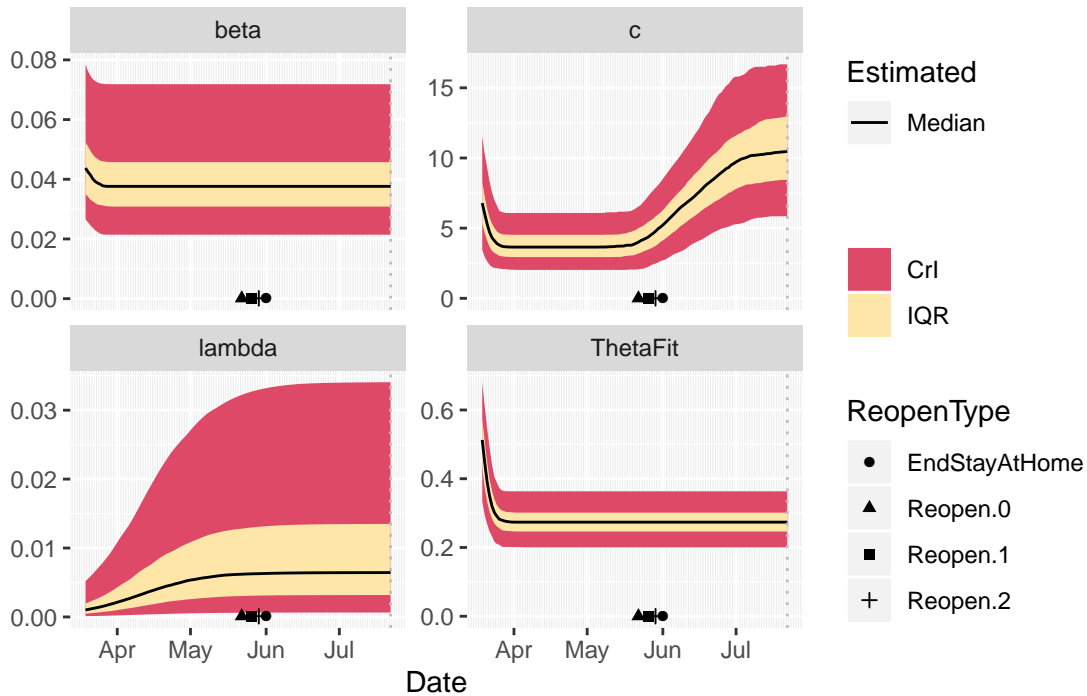 beta
c
0.08
0.06
0.04
0.02
0.00
15
10
5
0
lambda
ThetaFit
0.03
0.02
0.01
0.00
0.6
0.4
0.2
0.0
Apr May Jun Jul
Apr May Jun Jul
Date
Estimated
Median
CrI
IQR
ReopenType
EndStayAtHome
Reopen.0
Reopen.1
Reopen.2